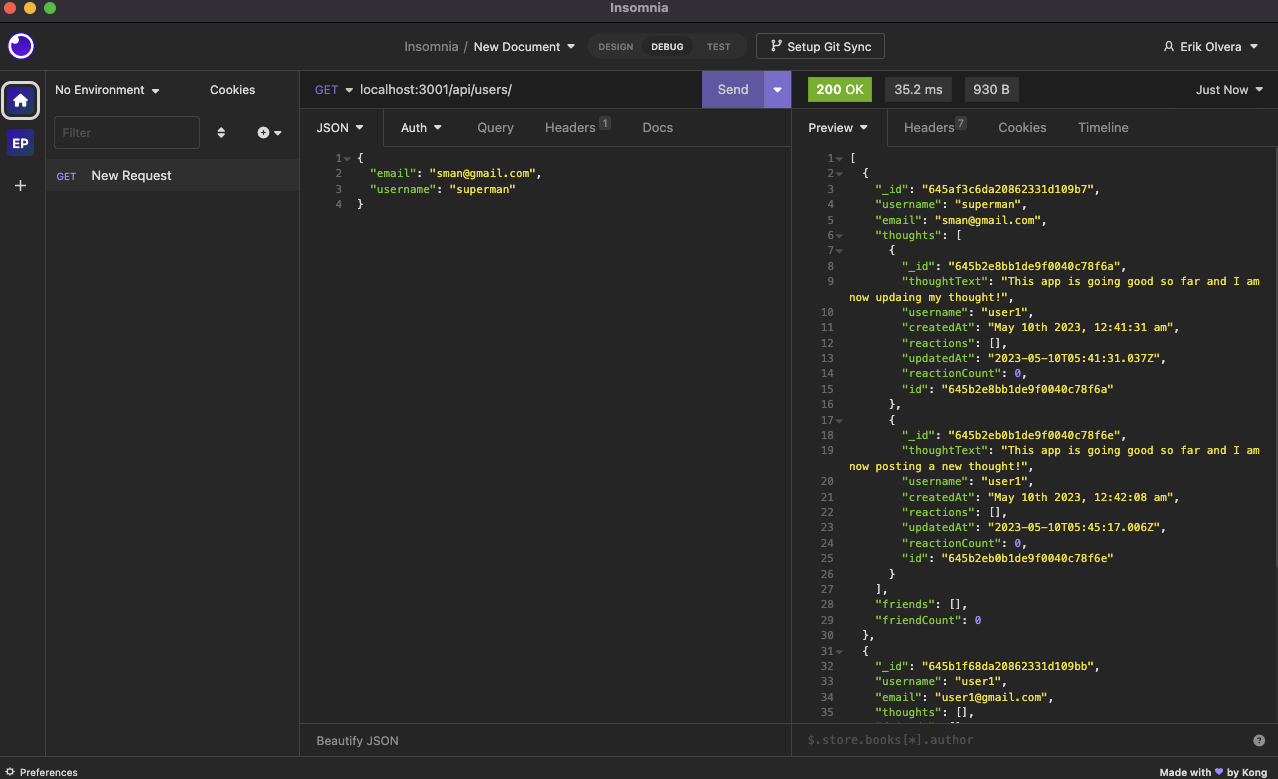 Insomnia
Insomnia / New Document
DESIGN DEBUG TEST
Setup Git Sync
Erik Olvera
EP
No Environment
Cookies
Filter
GET New Request
GET localhost:3001/api/users/
Send
JSON Auth Query Headers 1 Docs
1 {
2 "email": "sman@gmail.com",
3 "username": "superman"
4 }
Beautify JSON
200 OK 35.2 ms 930 B Just Now
Preview Headers 7 Cookies Timeline
1 [
2 {
3 "_id": "645af3c6da20862331d109b7",
4 "username": "superman",
5 "email": "sman@gmail.com",
6 "thoughts": [
7 {
8 "_id": "645b2e8bb1de9f0040c78f6a",
9 "thoughtText": "This app is going good so far and I am
now updaing my thought!",
10 "username": "user1",
11 "createdAt": "May 10th 2023, 12:41:31 am",
12 "reactions": [],
13 "updatedAt": "2023-05-10T05:41:31.037Z",
14 "reactionCount": 0,
15 "id": "645b2e8bb1de9f0040c78f6a"
16 },
17 {
18 "_id": "645b2eb0b1de9f0040c78f6e",
19 "thoughtText": "This app is going good so far and I am
now posting a new thought!",
20 "username": "user1",
21 "createdAt": "May 10th 2023, 12:42:08 am",
22 "reactions": [],
23 "updatedAt": "2023-05-10T05:45:17.006Z",
24 "reactionCount": 0,
25 "id": "645b2eb0b1de9f0040c78f6e"
26 }
27 ],
28 "friends": [],
29 "friendCount": 0
30 },
31 {
32 "_id": "645b1f68da20862331d109bb",
33 "username": "user1",
34 "email": "user1@gmail.com",
35 "thoughts": [],
$.store.books[*].author
Preferences
Made with by Kong